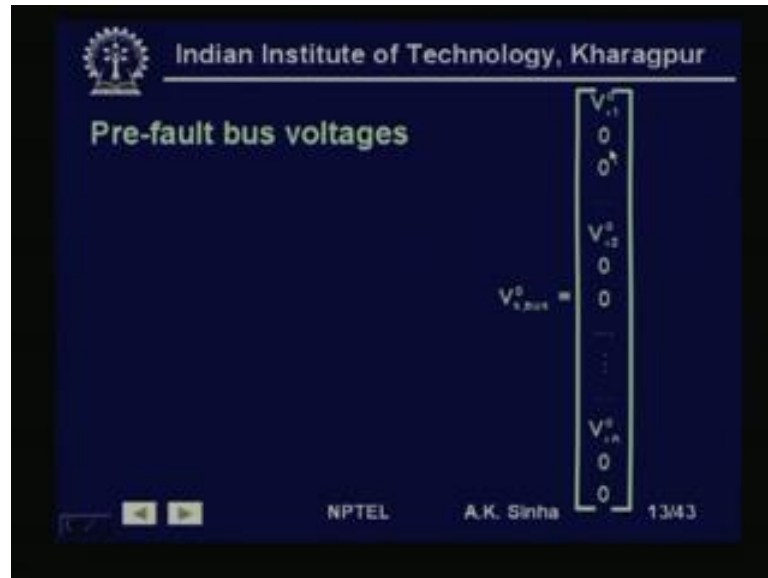 Indian Institute of Technology, Kharagpur
Pre-fault bus voltages
V⁰₊₁
0
0
V⁰₊₂
0
0
V⁰ₛ,bus =
⋮
V⁰₊ₙ
0
0
NPTEL
A.K. Sinha
13/43